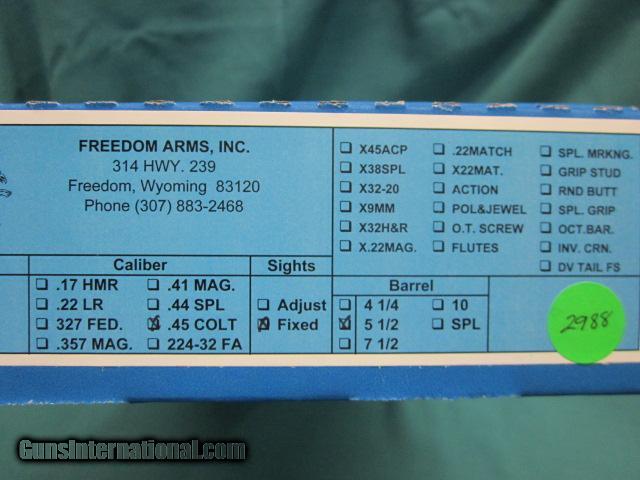 FREEDOM ARMS, INC.
314 HWY. 239
Freedom, Wyoming 83120
Phone (307) 883-2468
X45ACP
X38SPL
X32-20
X9MM
X32H&R
X.22MAG.
.22MATCH
X22MAT.
ACTION
POL&JEWEL
O.T. SCREW
FLUTES
SPL. MRKNG.
GRIP STUD
RND BUTT
SPL. GRIP
OCT.BAR.
INV. CRN.
DV TAIL FS
Caliber
.17 HMR
.22 LR
327 FED.
.357 MAG.
.41 MAG.
.44 SPL
.45 COLT
224-32 FA
Sights
Adjust
Fixed
Barrel
4 1/4
5 1/2
7 1/2
10
SPL
2988
GunsInternational.com